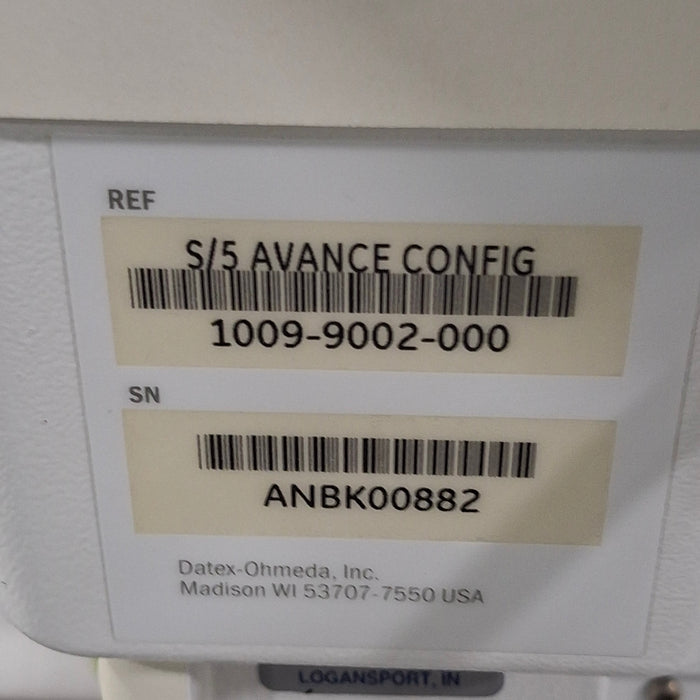 REF
S/5 AVANCE CONFIG
1009-9002-000
SN
ANBK00882
Datex-Ohmeda, Inc.
Madison WI 53707-7550 USA
LOGANSPORT, IN